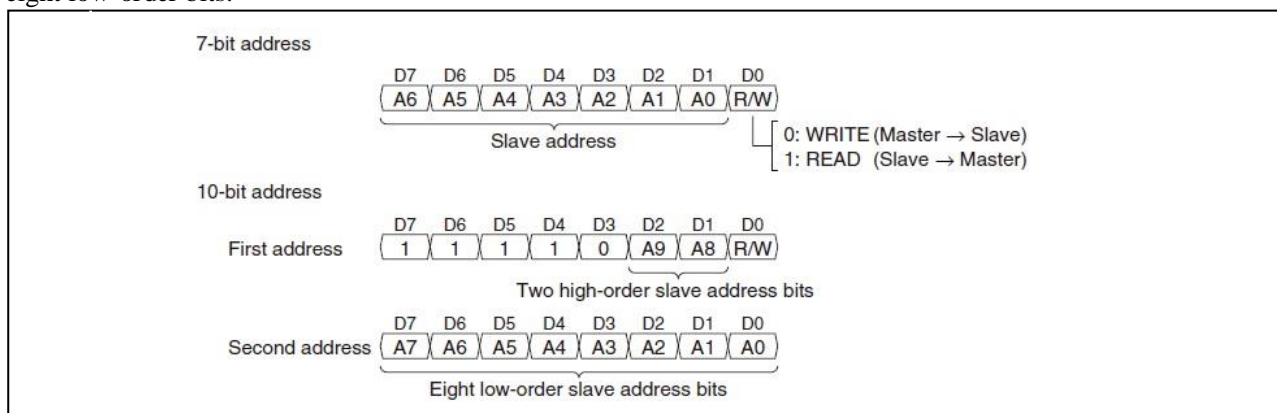 eight low-order bits.
7-bit address
D7 D6 D5 D4 D3 D2 D1 D0
A6 A5 A4 A3 A2 A1 A0 R/W
Slave address
0: WRITE (Master → Slave)
1: READ (Slave → Master)
10-bit address
D7 D6 D5 D4 D3 D2 D1 D0
First address 1 1 1 1 0 A9 A8 R/W
Two high-order slave address bits
D7 D6 D5 D4 D3 D2 D1 D0
Second address A7 A6 A5 A4 A3 A2 A1 A0
Eight low-order slave address bits